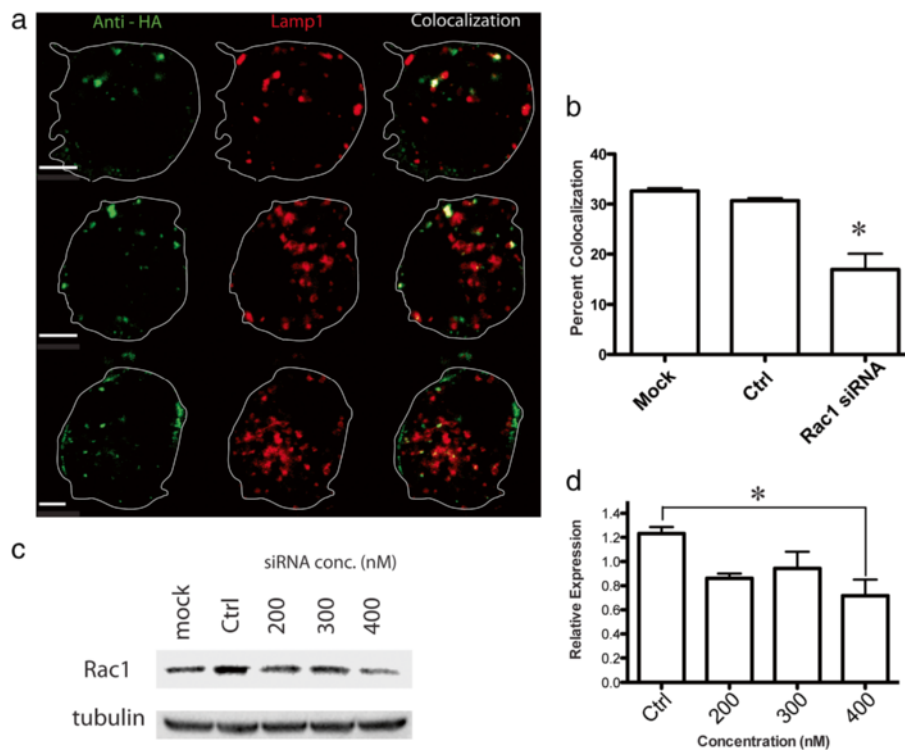 a
Anti - HA Lamp1 Colocalization
b
Percent Colocalization
40
30
20
10
0
Mock Ctrl Rac1 siRNA
*
c
siRNA conc. (nM)
mock Ctrl 200 300 400
Rac1
tubulin
d
Relative Expression
1.4
1.2
1.0
0.8
0.6
0.4
0.2
0.0
*
Ctrl 200 300 400
Concentration (nM)